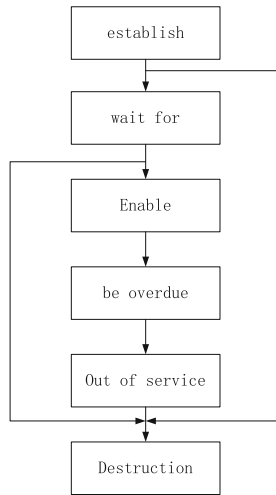 establish
wait for
Enable
be overdue
Out of service
Destruction